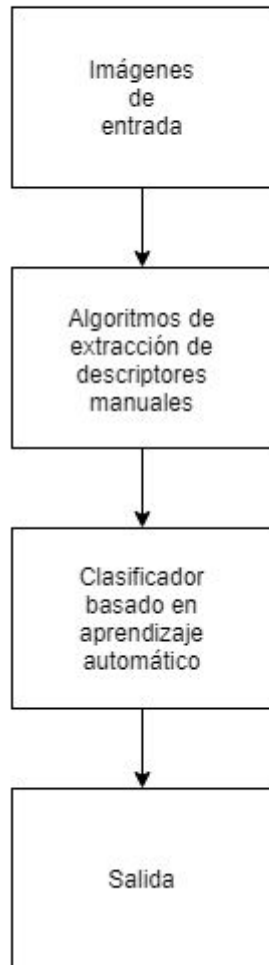 Imágenes
de
entrada
Algoritmos de
extracción de
descriptores
manuales
Clasificador
basado en
aprendizaje
automático
Salida